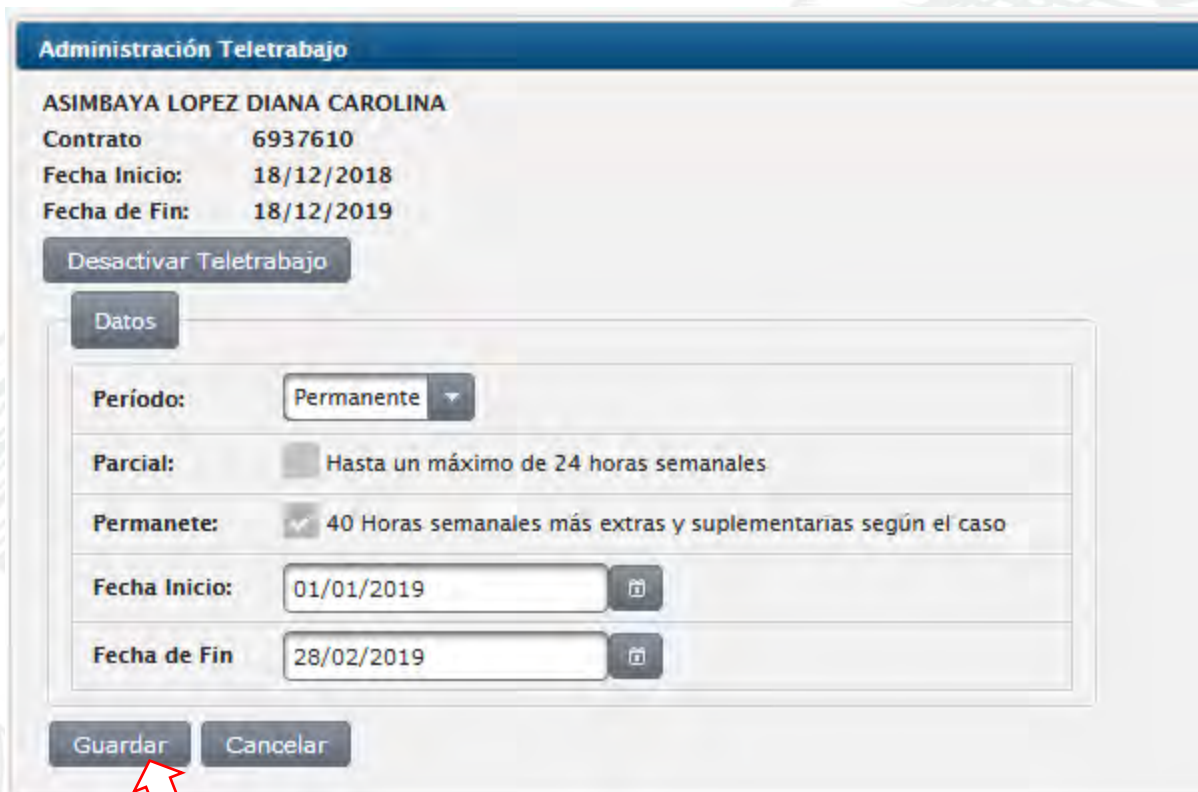 Administración Teletrabajo
ASIMBAYA LOPEZ DIANA CAROLINA
Contrato 6937610
Fecha Inicio: 18/12/2018
Fecha de Fin: 18/12/2019
Desactivar Teletrabajo
Datos
Período: Permanente
Parcial: Hasta un máximo de 24 horas semanales
Permanete: 40 Horas semanales más extras y suplementarias según el caso
Fecha Inicio: 01/01/2019
Fecha de Fin 28/02/2019
Guardar Cancelar